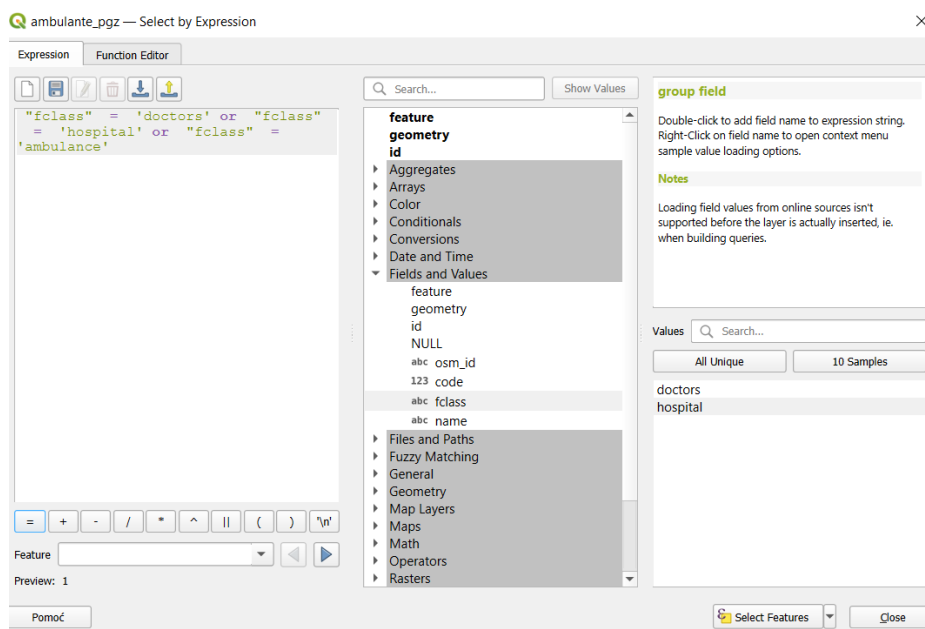 ambulante_pgz — Select by Expression
Expression
Function Editor
"fclass" = 'doctors' or "fclass"
= 'hospital' or "fclass" =
'ambulance'
= + - / * ^ || ( ) '\n'
Feature
Preview: 1
Search...
Show Values
feature
geometry
id
Aggregates
Arrays
Color
Conditionals
Conversions
Date and Time
Fields and Values
feature
geometry
id
NULL
abc osm_id
123 code
abc fclass
abc name
Files and Paths
Fuzzy Matching
General
Geometry
Map Layers
Maps
Math
Operators
Rasters
group field
Double-click to add field name to expression string.
Right-Click on field name to open context menu
sample value loading options.
Notes
Loading field values from online sources isn't
supported before the layer is actually inserted, ie.
when building queries.
Values
Search...
All Unique
10 Samples
doctors
hospital
Pomoć
Select Features
Close